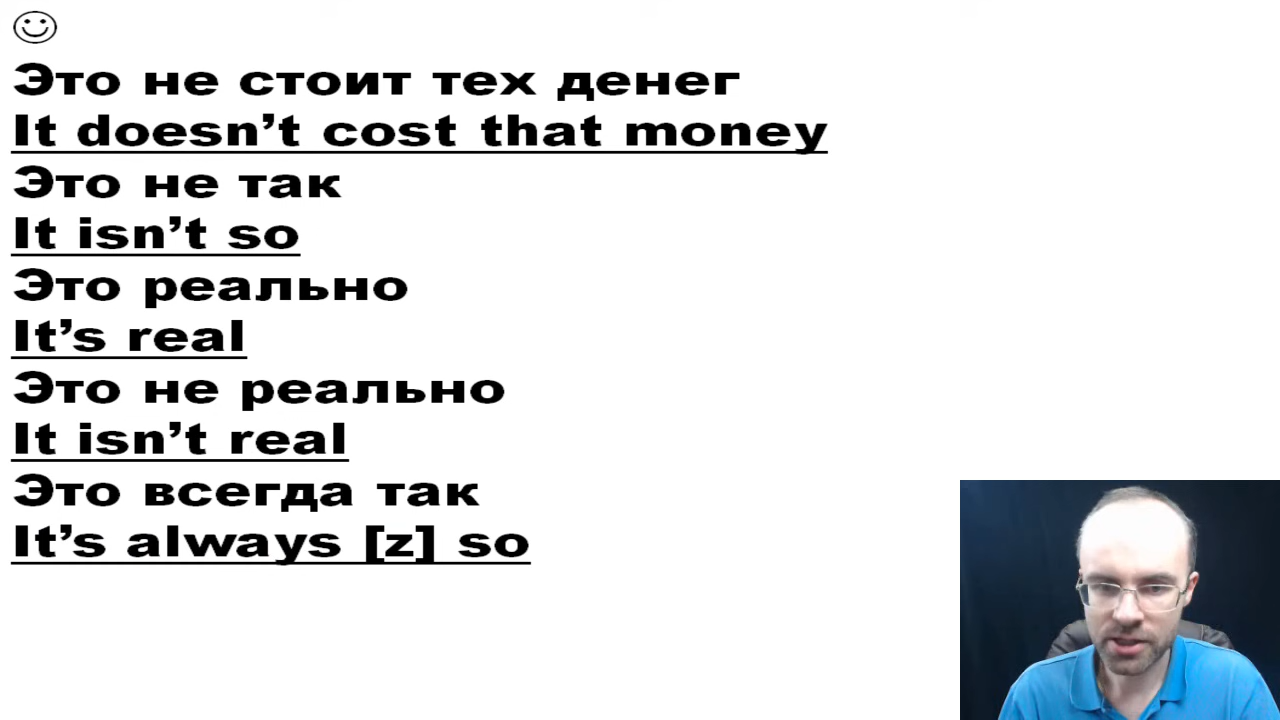 Это не стоит тех денег
It doesn’t cost that money
Это не так
It isn’t so
Это реально
It’s real
Это не реально
It isn’t real
Это всегда так
It’s always [z] so